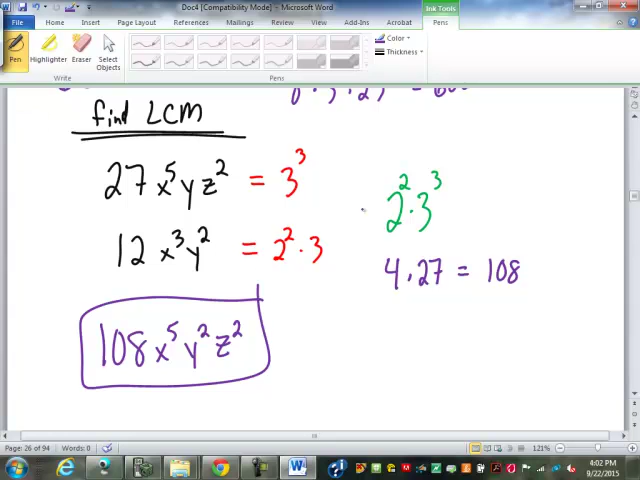 Doc4 [Compatibility Mode] - Microsoft Word
Ink Tools
File Home Insert Page Layout References Mailings Review View Add-Ins Acrobat Pens
Pen Highlighter Eraser Select Objects
Color
Thickness
Write Pens
find LCM
27x⁵yz² = 3³
2²·3³
12x³y² = 2²·3
4·27 = 108
108x⁵y²z²
Page: 26 of 94 Words: 0 121%
4:02 PM
9/22/2015